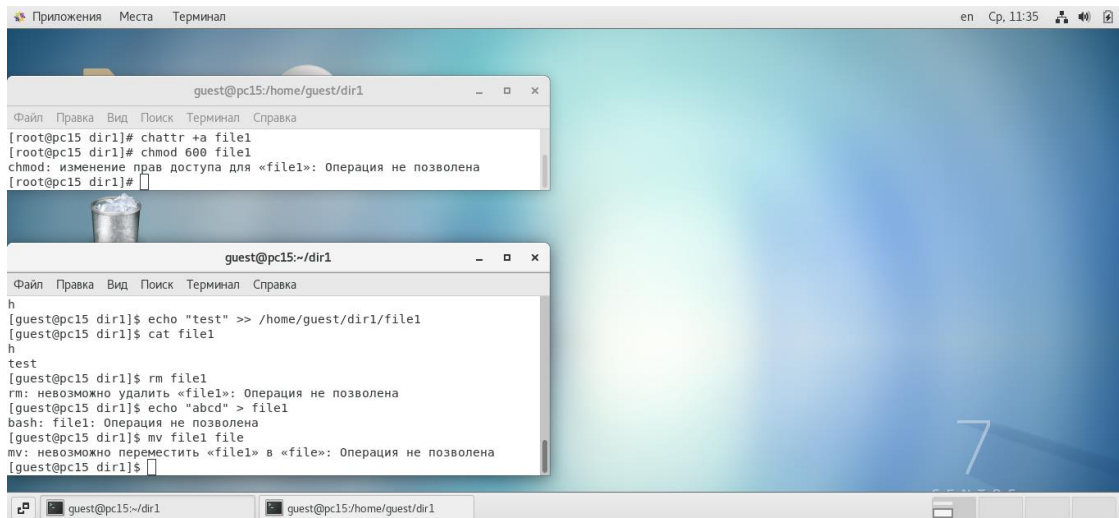 Приложения Места Терминал en Ср, 11:35
guest@pc15:/home/guest/dir1
Файл Правка Вид Поиск Терминал Справка
[root@pc15 dir1]# chattr +a file1
[root@pc15 dir1]# chmod 600 file1
chmod: изменение прав доступа для «file1»: Операция не позволена
[root@pc15 dir1]#
guest@pc15:~/dir1
Файл Правка Вид Поиск Терминал Справка
h
[guest@pc15 dir1]$ echo "test" >> /home/guest/dir1/file1
[guest@pc15 dir1]$ cat file1
h
test
[guest@pc15 dir1]$ rm file1
rm: невозможно удалить «file1»: Операция не позволена
[guest@pc15 dir1]$ echo "abcd" > file1
bash: file1: Операция не позволена
[guest@pc15 dir1]$ mv file1 file
mv: невозможно переместить «file1» в «file»: Операция не позволена
[guest@pc15 dir1]$
7
guest@pc15:~/dir1
guest@pc15:/home/guest/dir1